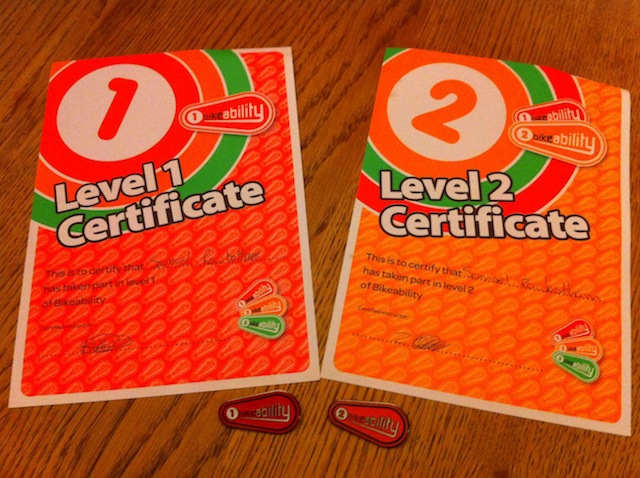 1
1 bikeability
Level 1
Certificate
This is to certify that
has taken part in level 1
of Bikeability
1 bikeability
2
1 bikeability
2 bikeability
Level 2
Certificate
This is to certify that Samuel
has taken part in level 2
of Bikeability
2 bikeability